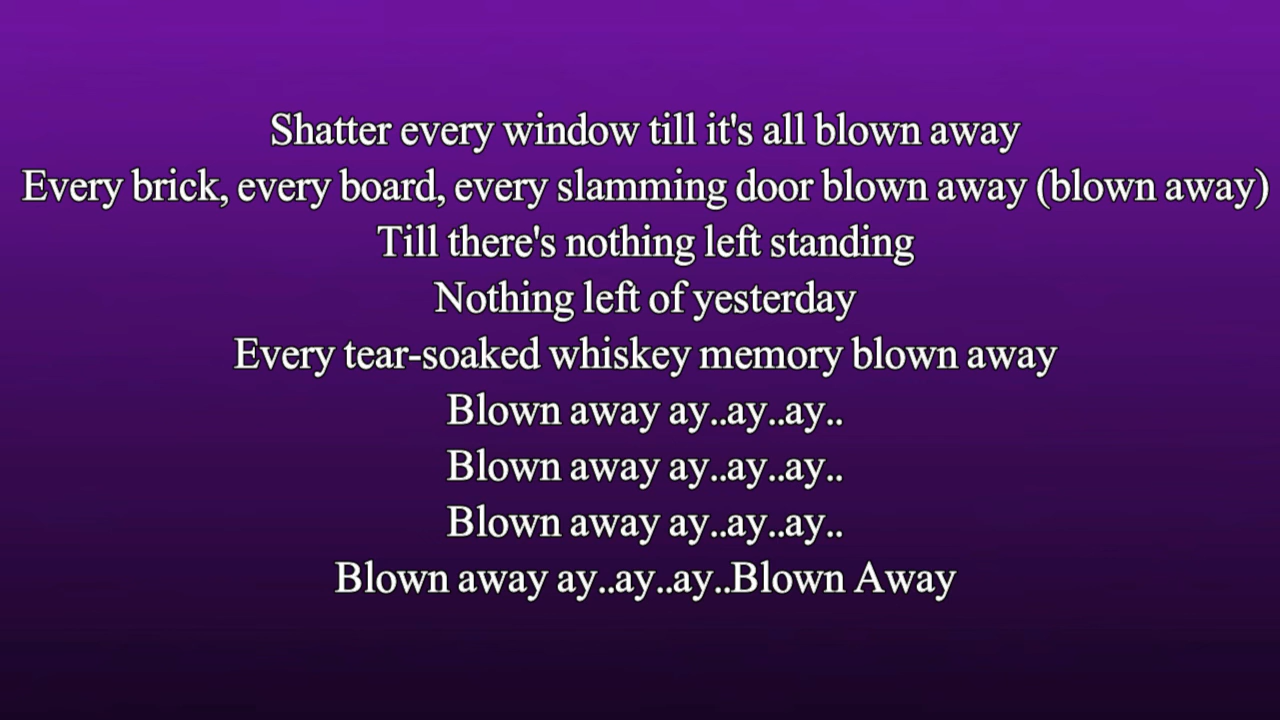 Shatter every window till it's all blown away
Every brick, every board, every slamming door blown away (blown away)
Till there's nothing left standing
Nothing left of yesterday
Every tear-soaked whiskey memory blown away
Blown away ay..ay..ay..
Blown away ay..ay..ay..
Blown away ay..ay..ay..
Blown away ay..ay..ay..Blown Away